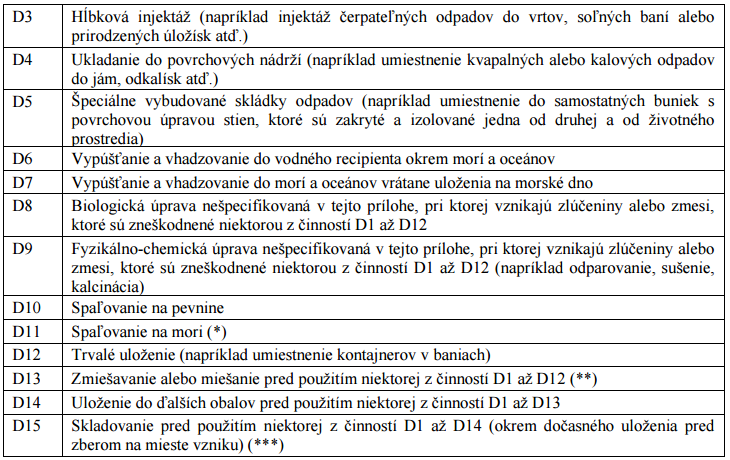 D3 Hĺbková injektáž (napríklad injektáž čerpateľných odpadov do vrtov, soľných baní alebo
prirodzených úložísk atď.)
D4 Ukladanie do povrchových nádrží (napríklad umiestnenie kvapalných alebo kalových odpadov
do jám, odkalísk atď.)
D5 Špeciálne vybudované skládky odpadov (napríklad umiestnenie do samostatných buniek s
povrchovou úpravou stien, ktoré sú zakryté a izolované jedna od druhej a od životného
prostredia)
D6 Vypúšťanie a vhadzovanie do vodného recipienta okrem morí a oceánov
D7 Vypúšťanie a vhadzovanie do morí a oceánov vrátane uloženia na morské dno
D8 Biologická úprava nešpecifikovaná v tejto prílohe, pri ktorej vznikajú zlúčeniny alebo zmesi,
ktoré sú zneškodnené niektorou z činností D1 až D12
D9 Fyzikálno-chemická úprava nešpecifikovaná v tejto prílohe, pri ktorej vznikajú zlúčeniny alebo
zmesi, ktoré sú zneškodnené niektorou z činností D1 až D12 (napríklad odparovanie, sušenie,
kalcinácia)
D10 Spaľovanie na pevnine
D11 Spaľovanie na mori (*)
D12 Trvalé uloženie (napríklad umiestnenie kontajnerov v baniach)
D13 Zmiešavanie alebo miešanie pred použitím niektorej z činností D1 až D12 (**)
D14 Uloženie do ďalších obalov pred použitím niektorej z činností D1 až D13
D15 Skladovanie pred použitím niektorej z činností D1 až D14 (okrem dočasného uloženia pred
zberom na mieste vzniku) (***)